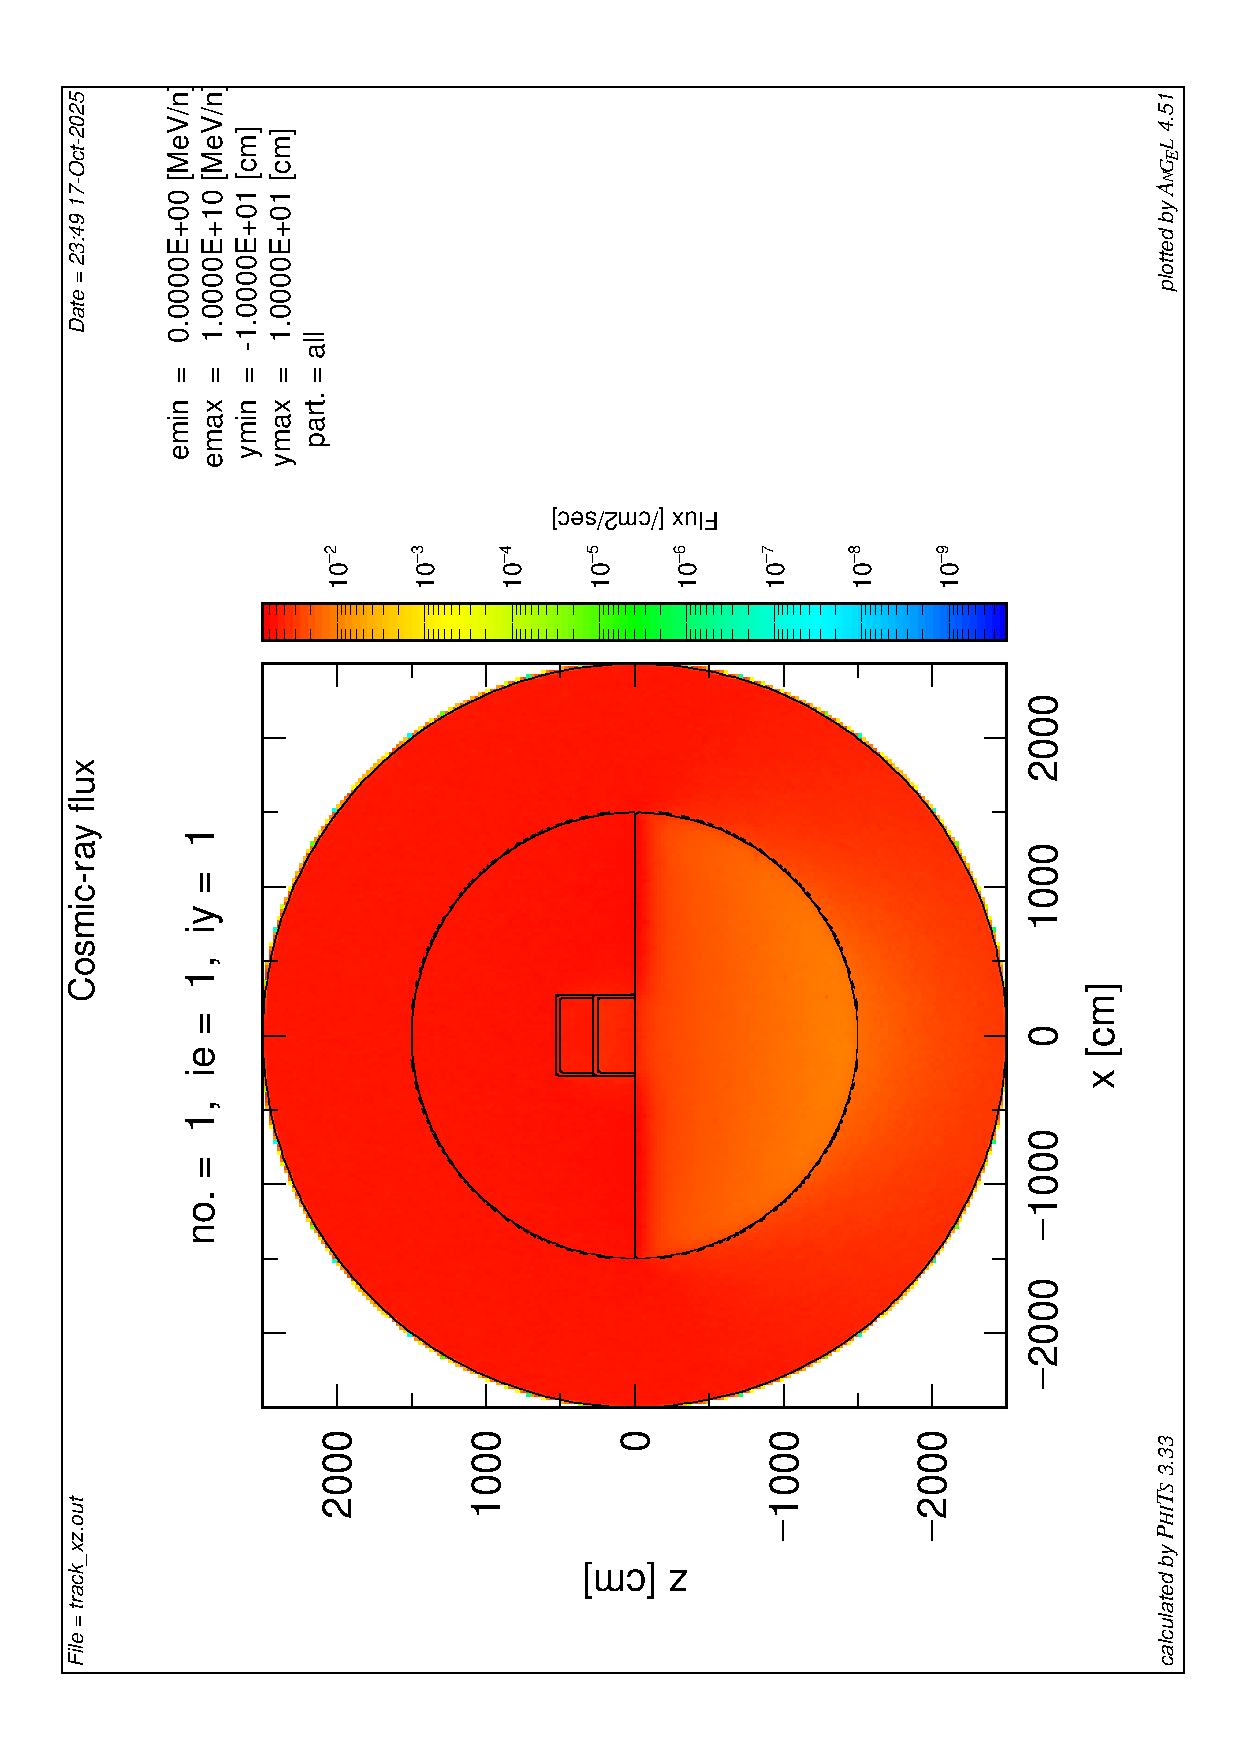 File = track_xz.out
Date = 23:49 17-Oct-2025
Cosmic-ray flux
no. = 1, ie = 1, iy = 1
emin = 0.0000E+00 [MeV/n]
emax = 1.0000E+10 [MeV/n]
ymin = -1.0000E+01 [cm]
ymax = 1.0000E+01 [cm]
part. = all
z [cm]
2000
1000
0
−1000
−2000
−2000
−1000
0
1000
2000
x [cm]
10−2
10−3
10−4
10−5
10−6
10−7
10−8
10−9
Flux [/cm2/sec]
calculated by PHITS 3.33
plotted by ANGEL 4.51